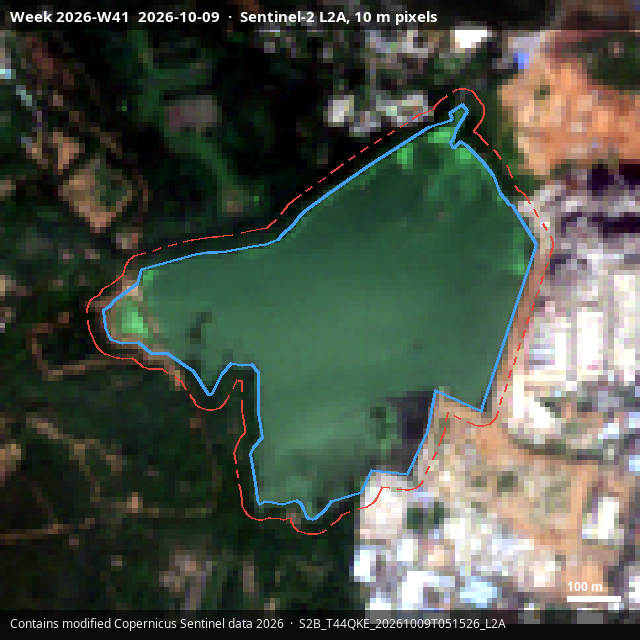 Week 2026-W41 2026-10-09 · Sentinel-2 L2A, 10 m pixels
100 m
Contains modified Copernicus Sentinel data 2026 · S2B_T44QKE_20261009T051526_L2A